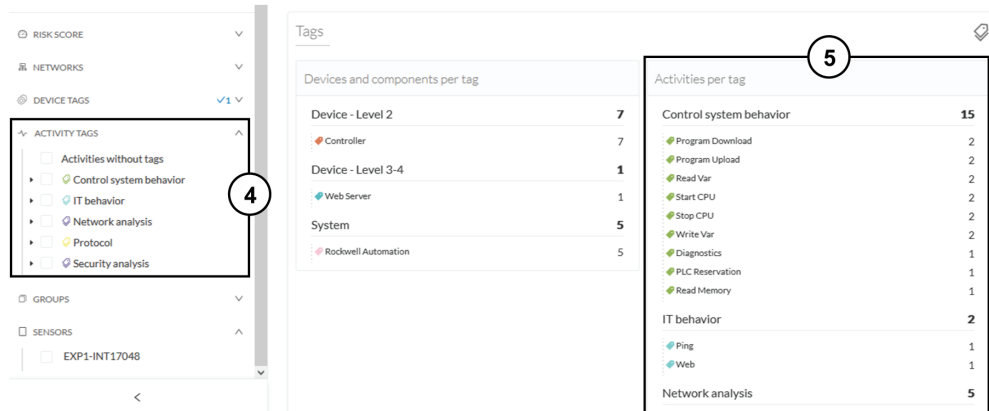 RISK SCORE
NETWORKS
DEVICE TAGS 1
ACTIVITY TAGS
Activities without tags
Control system behavior
IT behavior
Network analysis
Protocol
Security analysis
4
GROUPS
SENSORS
EXP1-INT17048
Tags
Devices and components per tag
Device - Level 2 7
Controller 7
Device - Level 3-4 1
Web Server 1
System 5
Rockwell Automation 5
5
Activities per tag
Control system behavior 15
Program Download 2
Program Upload 2
Read Var 2
Start CPU 2
Stop CPU 2
Write Var 2
Diagnostics 1
PLC Reservation 1
Read Memory 1
IT behavior 2
Ping 1
Web 1
Network analysis 5